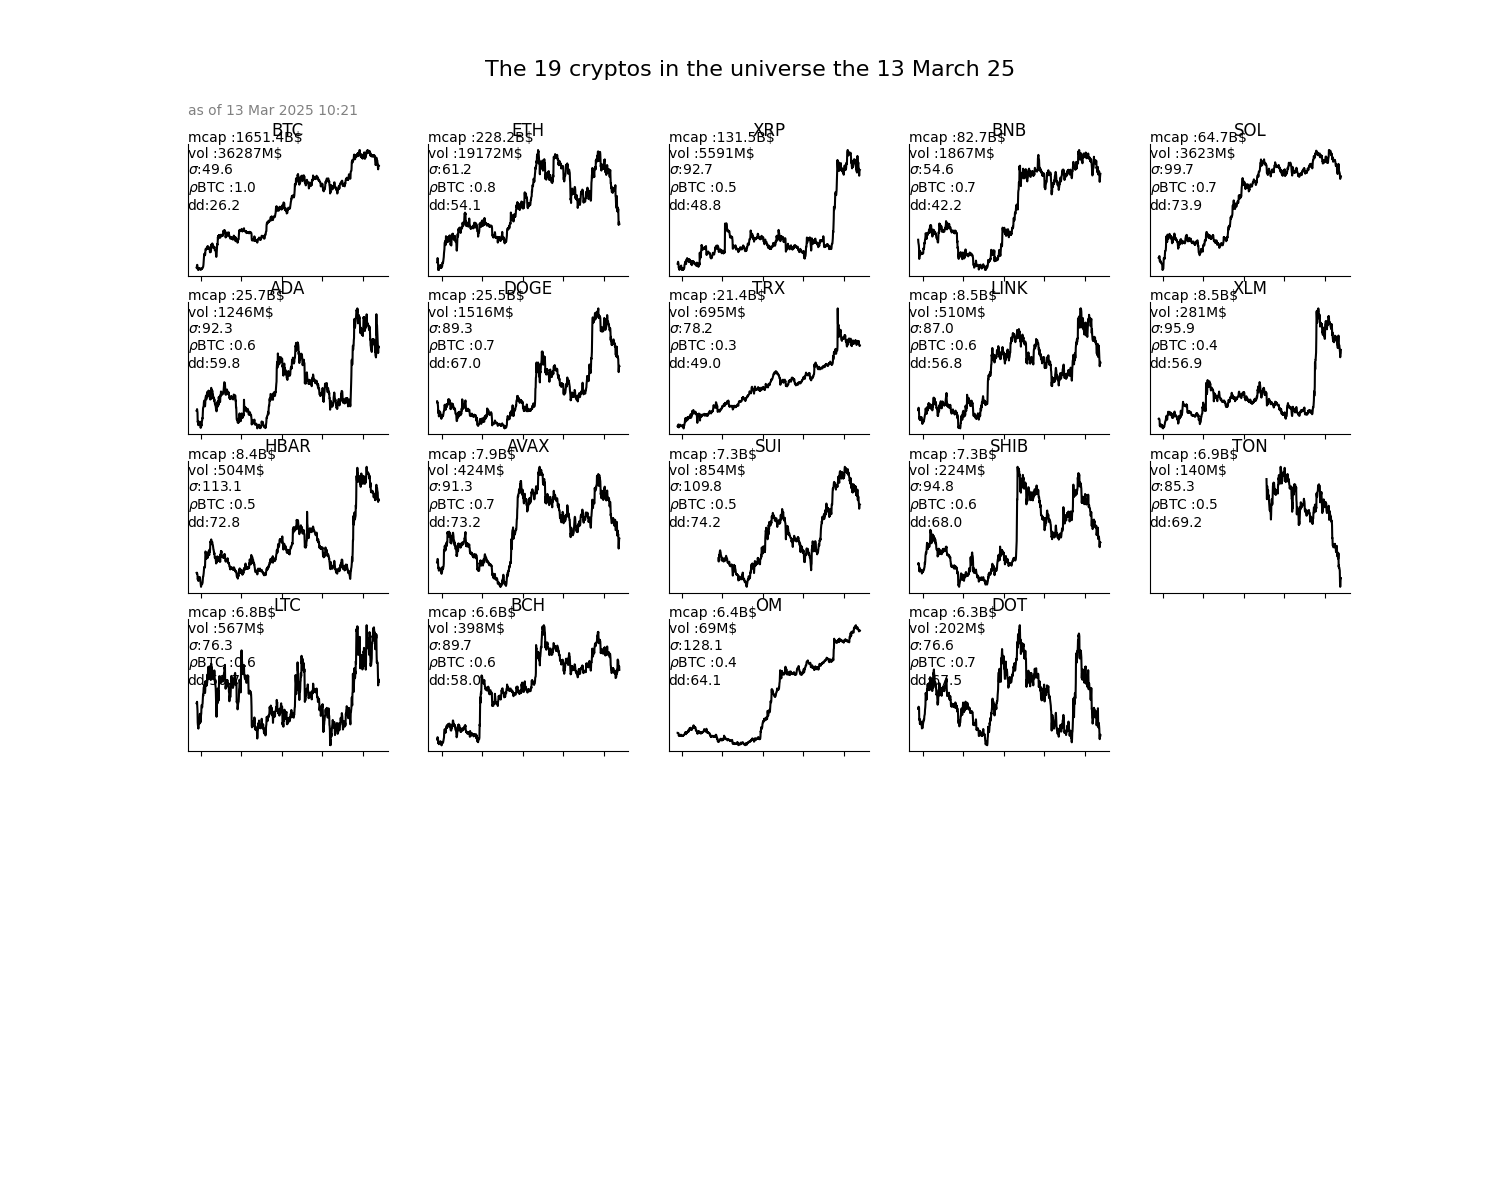 The 19 cryptos in the universe the 13 March 25
as of 13 Mar 2025 10:21
BTC
mcap :1651.4B$
vol :36287M$
σ:49.6
ρBTC :1.0
dd:26.2
ETH
mcap :228.2B$
vol :19172M$
σ:61.2
ρBTC :0.8
dd:54.1
XRP
mcap :131.5B$
vol :5591M$
σ:92.7
ρBTC :0.5
dd:48.8
BNB
mcap :82.7B$
vol :1867M$
σ:54.6
ρBTC :0.7
dd:42.2
SOL
mcap :64.7B$
vol :3623M$
σ:99.7
ρBTC :0.7
dd:73.9
ADA
mcap :25.7B$
vol :1246M$
σ:92.3
ρBTC :0.6
dd:59.8
DOGE
mcap :25.5B$
vol :1516M$
σ:89.3
ρBTC :0.7
dd:67.0
TRX
mcap :21.4B$
vol :695M$
σ:78.2
ρBTC :0.3
dd:49.0
LINK
mcap :8.5B$
vol :510M$
σ:87.0
ρBTC :0.6
dd:56.8
XLM
mcap :8.5B$
vol :281M$
σ:95.9
ρBTC :0.4
dd:56.9
HBAR
mcap :8.4B$
vol :504M$
σ:113.1
ρBTC :0.5
dd:72.8
AVAX
mcap :7.9B$
vol :424M$
σ:91.3
ρBTC :0.7
dd:73.2
SUI
mcap :7.3B$
vol :854M$
σ:109.8
ρBTC :0.5
dd:74.2
SHIB
mcap :7.3B$
vol :224M$
σ:94.8
ρBTC :0.6
dd:68.0
TON
mcap :6.9B$
vol :140M$
σ:85.3
ρBTC :0.5
dd:69.2
LTC
mcap :6.8B$
vol :567M$
σ:76.3
ρBTC :0.6
BCH
mcap :6.6B$
vol :398M$
σ:89.7
ρBTC :0.6
dd:58.0
OM
mcap :6.4B$
vol :69M$
σ:128.1
ρBTC :0.4
dd:64.1
DOT
mcap :6.3B$
vol :202M$
σ:76.6
ρBTC :0.7